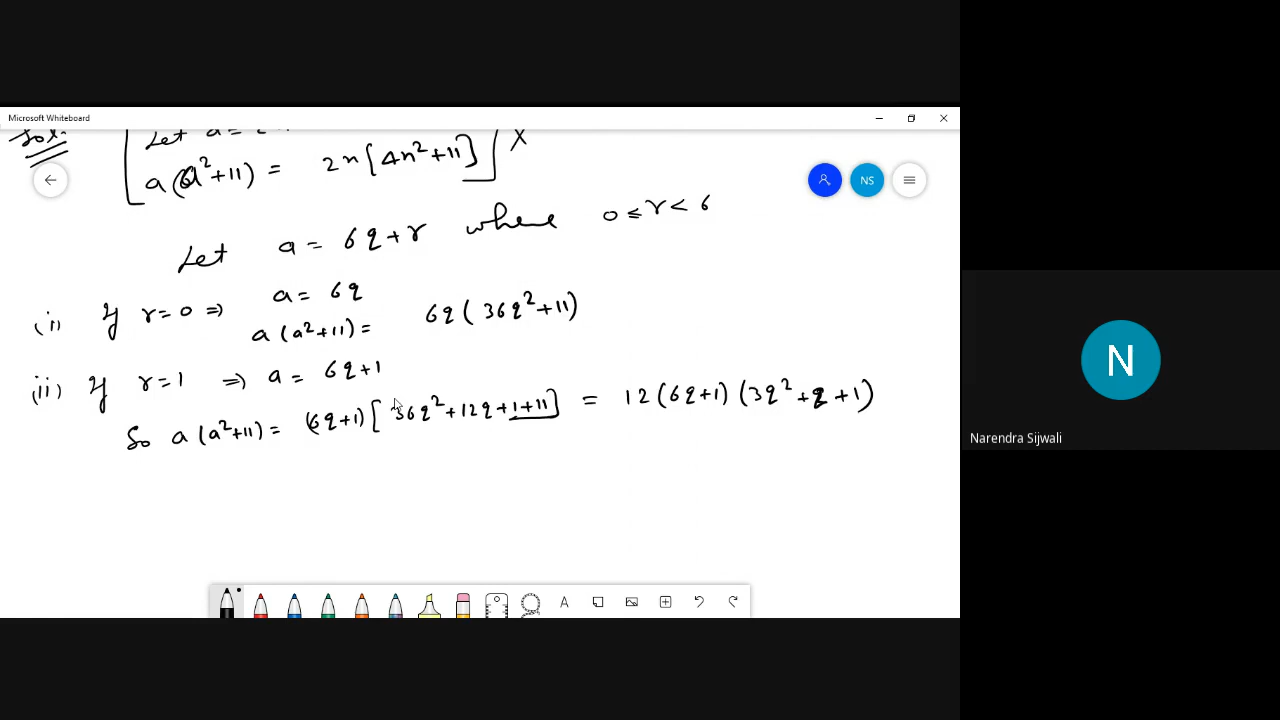 Microsoft Whiteboard
Sol.
Let a =
a(a²+11) = 2n[4n²+11] X
NS
Let a = 6q+r where 0 ≤ r < 6
(i) If r=0 ⇒ a = 6q
a(a²+11) = 6q(36q²+11)
(ii) If r=1 ⇒ a = 6q+1
So a(a²+11) = (6q+1)[36q²+12q+1+11] = 12(6q+1)(3q²+q+1)
N
Narendra Sijwali
A